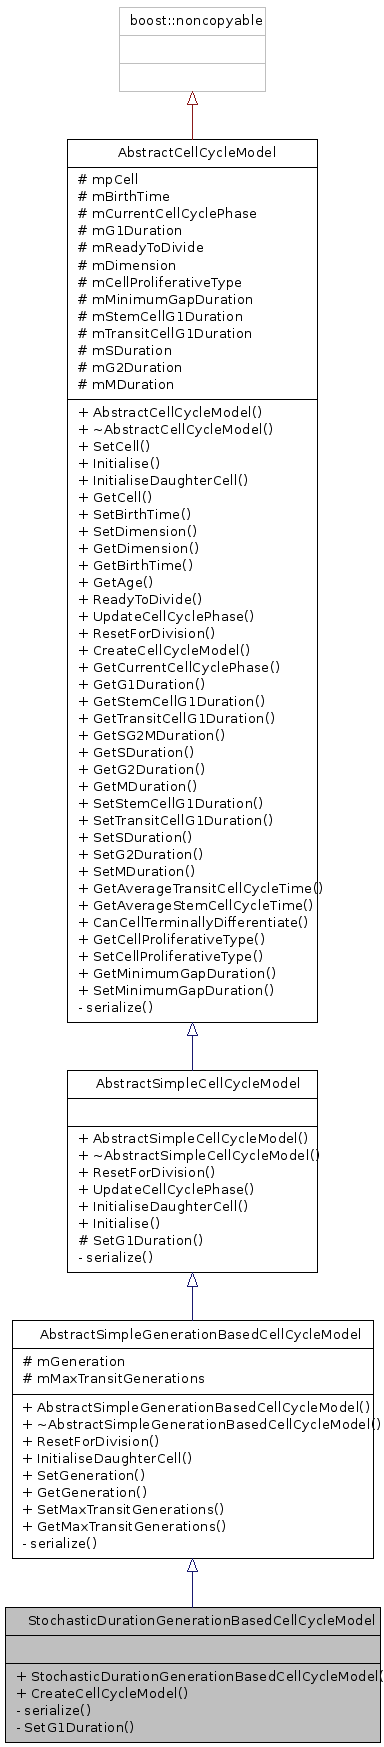 boost::noncopyable
AbstractCellCycleModel
# mpCell
# mBirthTime
# mCurrentCellCyclePhase
# mG1Duration
# mReadyToDivide
# mDimension
# mCellProliferativeType
# mMinimumGapDuration
# mStemCellG1Duration
# mTransitCellG1Duration
# mSDuration
# mG2Duration
# mMDuration
+ AbstractCellCycleModel()
+ ~AbstractCellCycleModel()
+ SetCell()
+ Initialise()
+ InitialiseDaughterCell()
+ GetCell()
+ SetBirthTime()
+ SetDimension()
+ GetDimension()
+ GetBirthTime()
+ GetAge()
+ ReadyToDivide()
+ UpdateCellCyclePhase()
+ ResetForDivision()
+ CreateCellCycleModel()
+ GetCurrentCellCyclePhase()
+ GetG1Duration()
+ GetStemCellG1Duration()
+ GetTransitCellG1Duration()
+ GetSG2MDuration()
+ GetSDuration()
+ GetG2Duration()
+ GetMDuration()
+ SetStemCellG1Duration()
+ SetTransitCellG1Duration()
+ SetSDuration()
+ SetG2Duration()
+ SetMDuration()
+ GetAverageTransitCellCycleTime()
+ GetAverageStemCellCycleTime()
+ CanCellTerminallyDifferentiate()
+ GetCellProliferativeType()
+ SetCellProliferativeType()
+ GetMinimumGapDuration()
+ SetMinimumGapDuration()
- serialize()
AbstractSimpleCellCycleModel
+ AbstractSimpleCellCycleModel()
+ ~AbstractSimpleCellCycleModel()
+ ResetForDivision()
+ UpdateCellCyclePhase()
+ InitialiseDaughterCell()
+ Initialise()
# SetG1Duration()
- serialize()
AbstractSimpleGenerationBasedCellCycleModel
# mGeneration
# mMaxTransitGenerations
+ AbstractSimpleGenerationBasedCellCycleModel()
+ ~AbstractSimpleGenerationBasedCellCycleModel()
+ ResetForDivision()
+ InitialiseDaughterCell()
+ SetGeneration()
+ GetGeneration()
+ SetMaxTransitGenerations()
+ GetMaxTransitGenerations()
- serialize()
StochasticDurationGenerationBasedCellCycleModel
+ StochasticDurationGenerationBasedCellCycleModel(
+ CreateCellCycleModel()
- serialize()
- SetG1Duration()